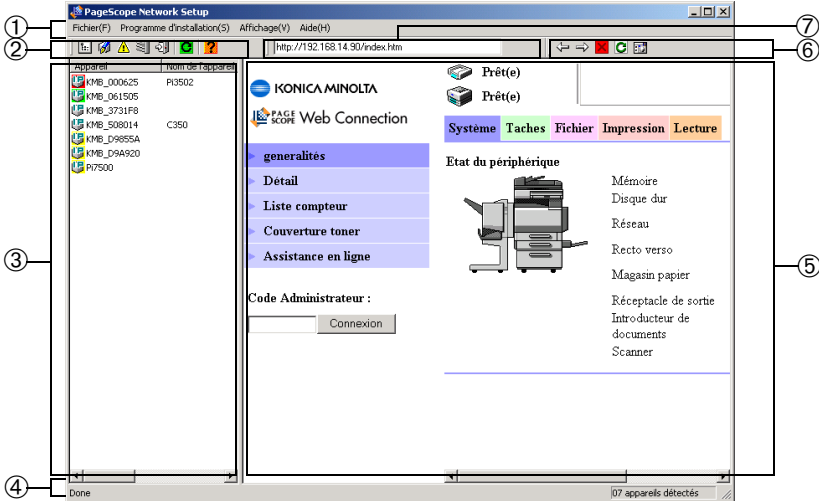 PageScope Network Setup
Fichier(F) Programme d'installation(S) Affichage(V) Aide(H)
① ⑦
② http://192.168.14.90/index.htm ⑥
Appareil Nom de l'appareil
KMB_000625 Pi3502
KMB_061505
KMB_3731F8
KMB_508014 C350
KMB_D9855A
KMB_D9A920
Pi7500
③
KONICA MINOLTA
PAGE SCOPE Web Connection
generalités
Détail
Liste compteur
Couverture toner
Assistance en ligne
Code Administrateur :
Connexion
Prêt(e)
Prêt(e)
Système Taches Fichier Impression Lecture
Etat du périphérique
Mémoire
Disque dur
Réseau
Recto verso
Magasin papier
Réceptacle de sortie
Introducteur de
documents
Scanner
⑤
④ Done 07 appareils détectés